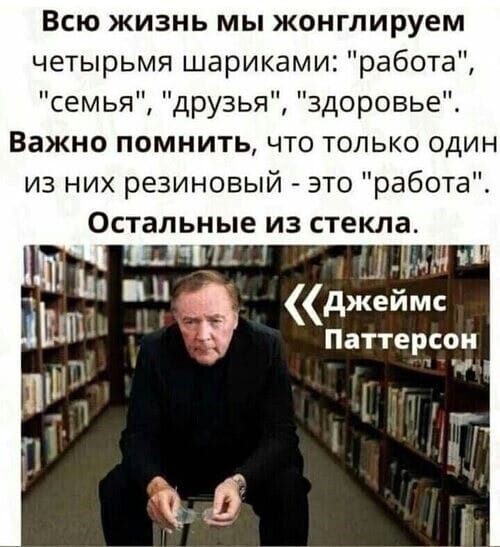 Всю жизнь мы жонглируем
четырьмя шариками: "работа",
"семья", "друзья", "здоровье".
Важно помнить, что только один
из них резиновый - это "работа".
Остальные из стекла.
⟪Джеймс
Паттерсон